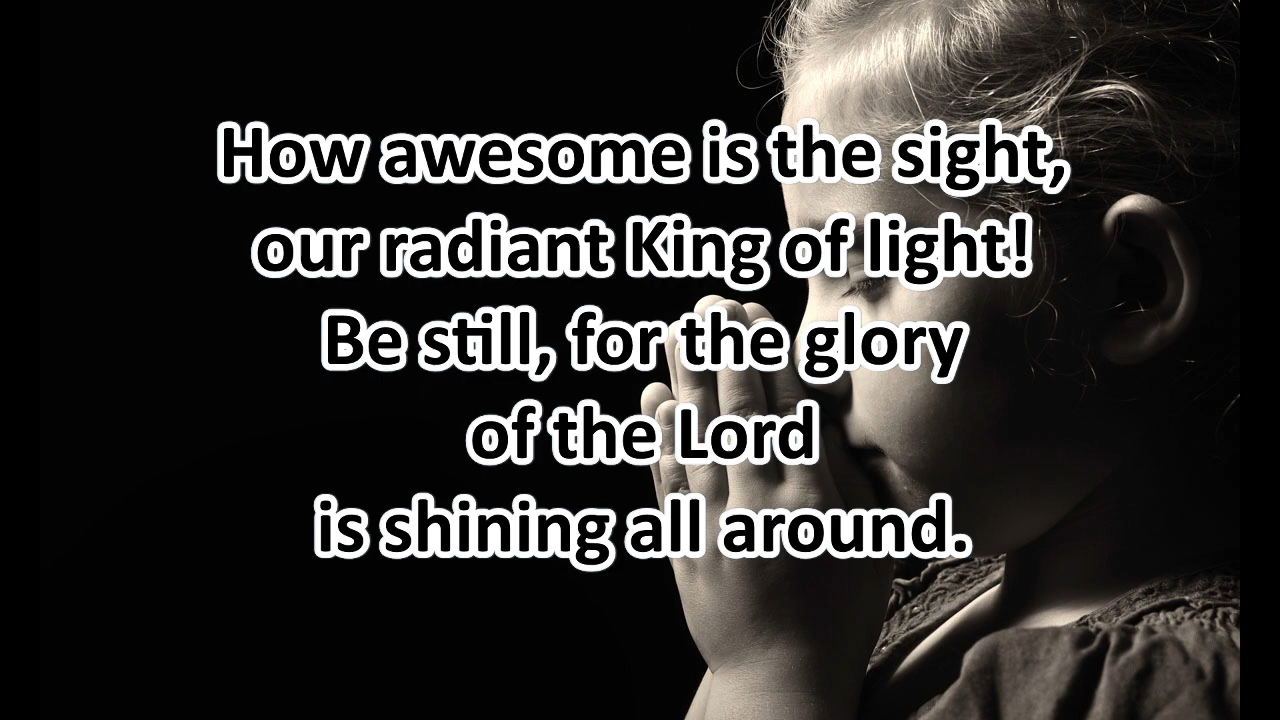 How awesome is the sight,
our radiant King of light!
Be still, for the glory
of the Lord
is shining all around.